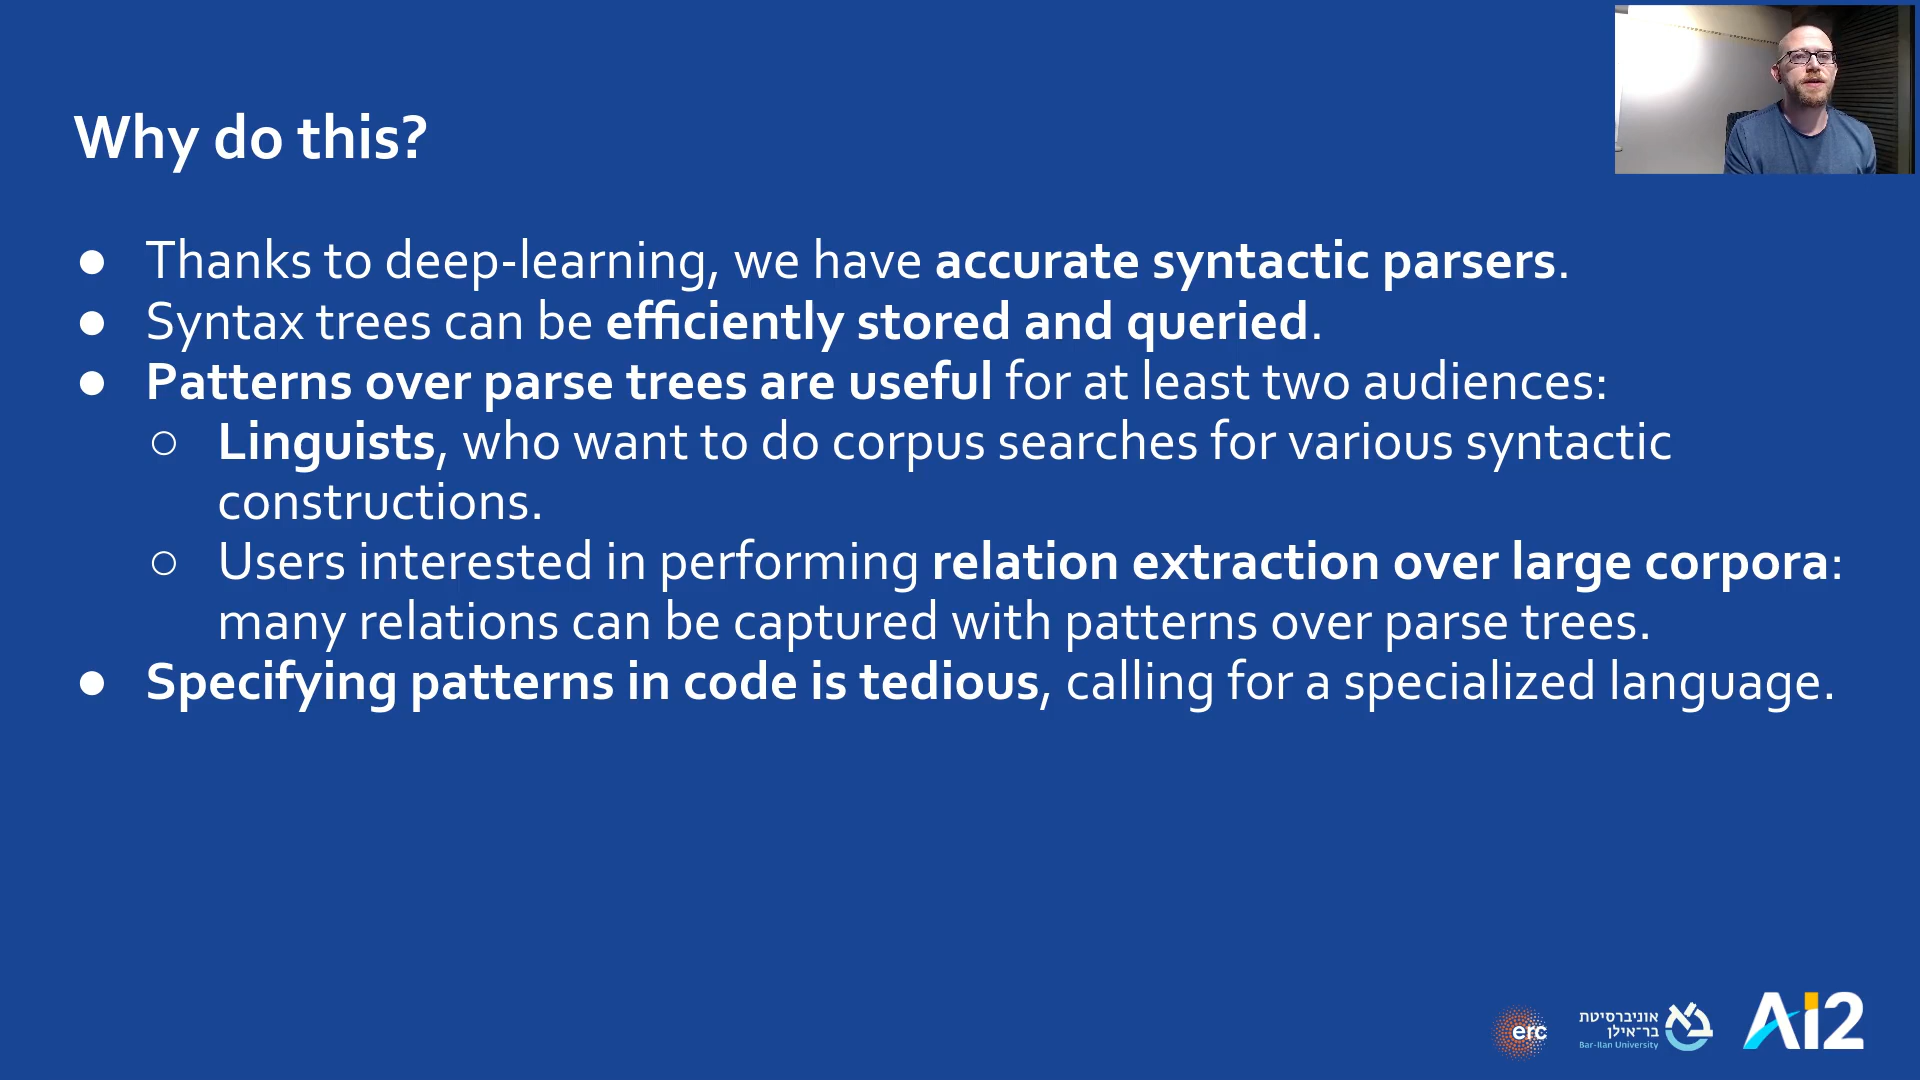 Why do this?
● Thanks to deep-learning, we have accurate syntactic parsers.
● Syntax trees can be efficiently stored and queried.
● Patterns over parse trees are useful for at least two audiences:
○ Linguists, who want to do corpus searches for various syntactic
constructions.
○ Users interested in performing relation extraction over large corpora:
many relations can be captured with patterns over parse trees.
● Specifying patterns in code is tedious, calling for a specialized language.
erc
אוניברסיטת
בר־אילן
Bar-Ilan University
Ai2